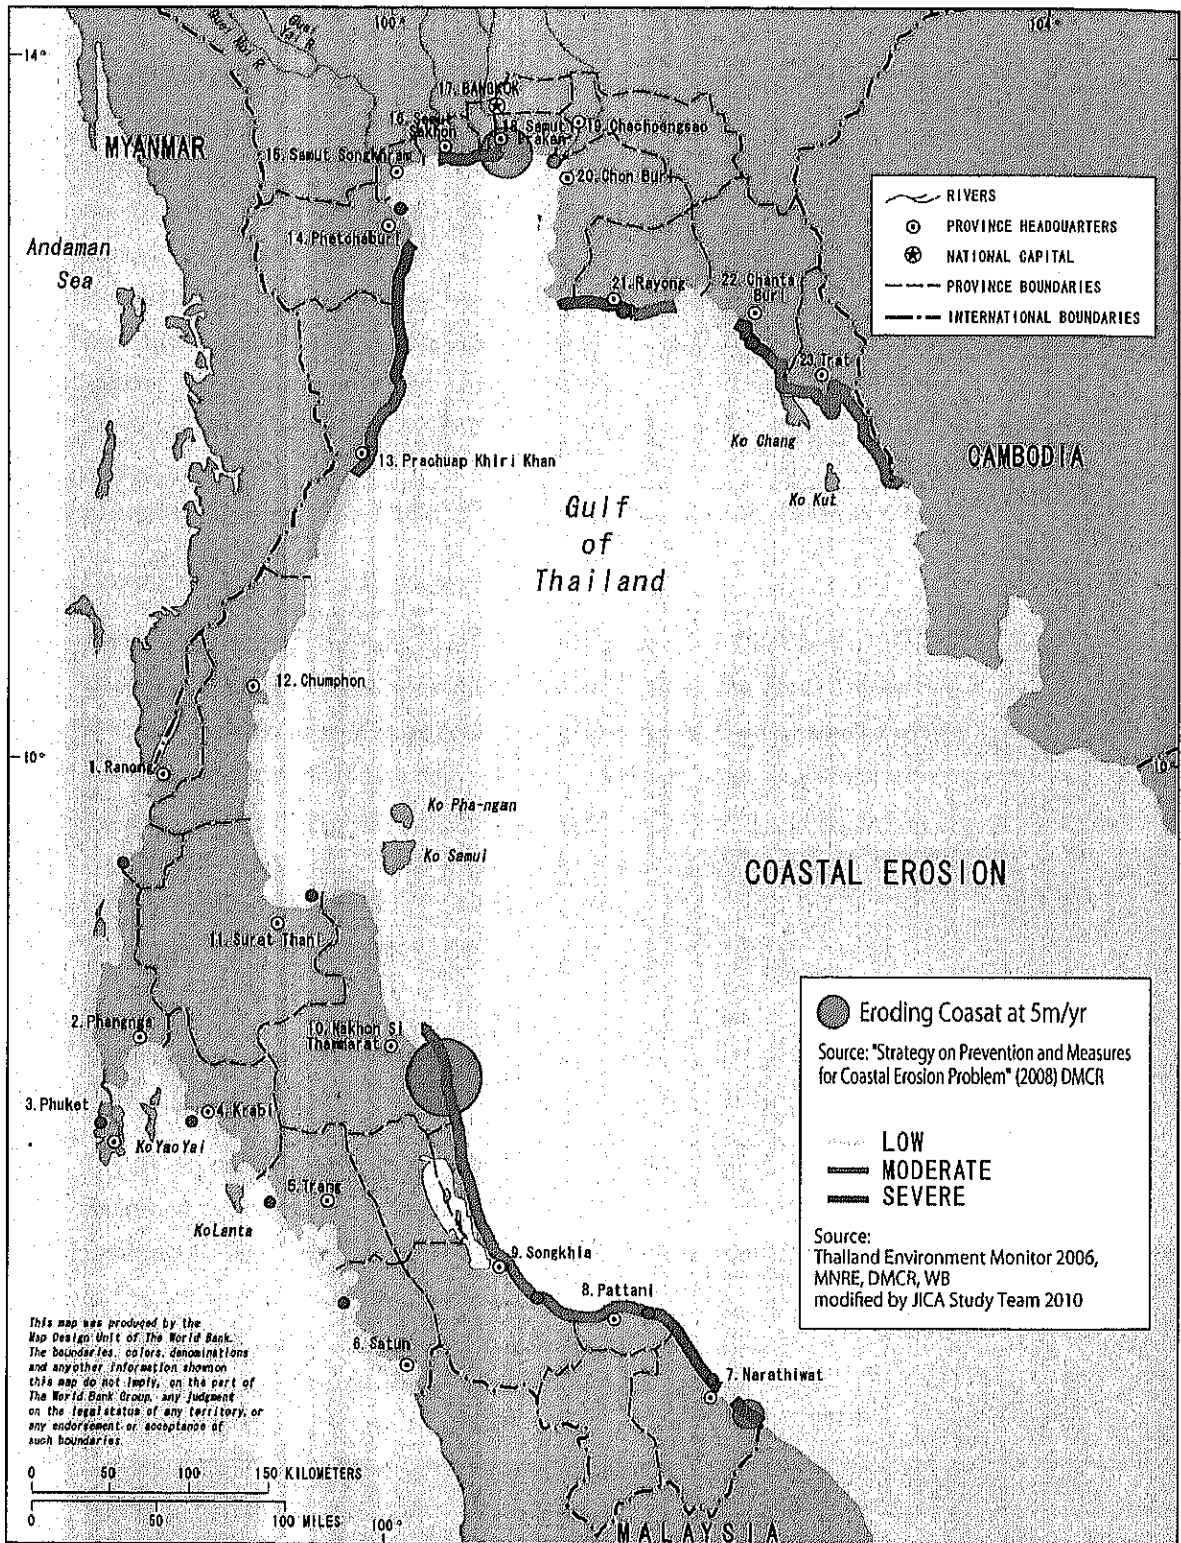 100°
104°
14°
17. BANGKOK
16. Samut
Sakhon
18. Samut
Prakan
19. Chachoengsao
MYANMAR
15. Samut Songkhram
20. Chon Buri
RIVERS
PROVINCE HEADQUARTERS
NATIONAL CAPITAL
PROVINCE BOUNDARIES
INTERNATIONAL BOUNDARIES
14. Phetchaburi
Andaman
Sea
21. Rayong
22. Chanta
Buri
23. Trat
Ko Chang
CAMBODIA
13. Prachuap Khiri Khan
Ko Kut
Gulf
of
Thailand
12. Chumphon
10°
10°
1. Ranong
Ko Pha-ngan
Ko Samui
COASTAL EROSION
11. Surat Thani
Eroding Coasat at 5m/yr
Source: "Strategy on Prevention and Measures
for Coastal Erosion Problem" (2008) DMCR
2. Phangnga
10. Nakhon Si
Thammarat
3. Phuket
4. Krabi
Ko Yao Yai
LOW
MODERATE
SEVERE
5. Trang
Ko Lanta
9. Songkhla
Source:
Thailand Environment Monitor 2006,
MNRE, DMCR, WB
modified by JICA Study Team 2010
8. Pattani
6. Satun
7. Narathiwat
This map was produced by the
Map Design Unit of The World Bank.
The boundaries, colors, denominations
and any other information shown on
this map do not imply, on the part of
The World Bank Group, any judgment
on the legal status of any territory, or
any endorsement or acceptance of
such boundaries.
0 50 100 150 KILOMETERS
0 50 100 MILES
100°
MALAYSIA